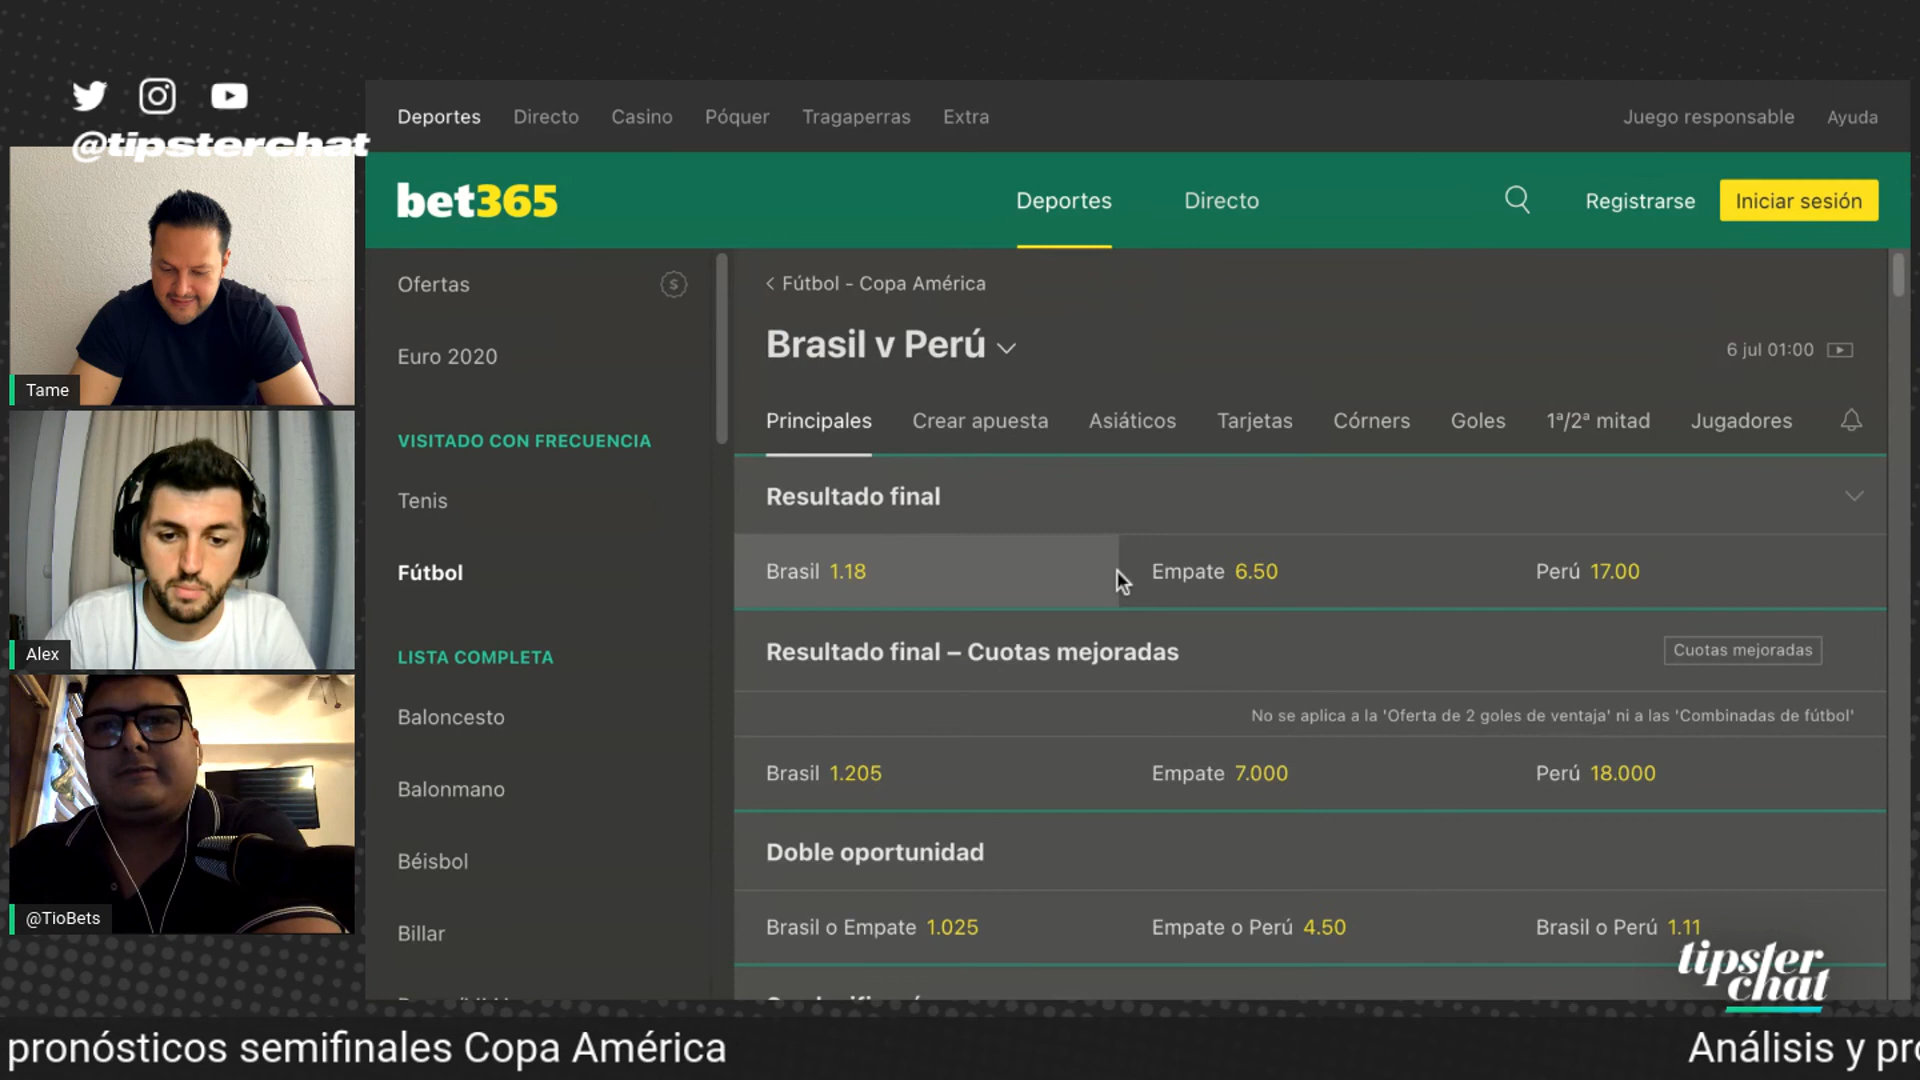 @tipsterchat
Tame
Alex
@TioBets
Deportes Directo Casino Póquer Tragaperras Extra Juego responsable Ayuda
bet365 Deportes Directo Registrarse Iniciar sesión
Ofertas S
Euro 2020
VISITADO CON FRECUENCIA
Tenis
Fútbol
LISTA COMPLETA
Baloncesto
Balonmano
Béisbol
Billar
< Fútbol - Copa América
Brasil v Perú
6 jul 01:00
Principales Crear apuesta Asiáticos Tarjetas Córners Goles 1ª/2ª mitad Jugadores
Resultado final
Brasil 1.18 Empate 6.50 Perú 17.00
Resultado final – Cuotas mejoradas Cuotas mejoradas
No se aplica a la 'Oferta de 2 goles de ventaja' ni a las 'Combinadas de fútbol'
Brasil 1.205 Empate 7.000 Perú 18.000
Doble oportunidad
Brasil o Empate 1.025 Empate o Perú 4.50 Brasil o Perú 1.11
tipster
chat
pronósticos semifinales Copa América Análisis y pro